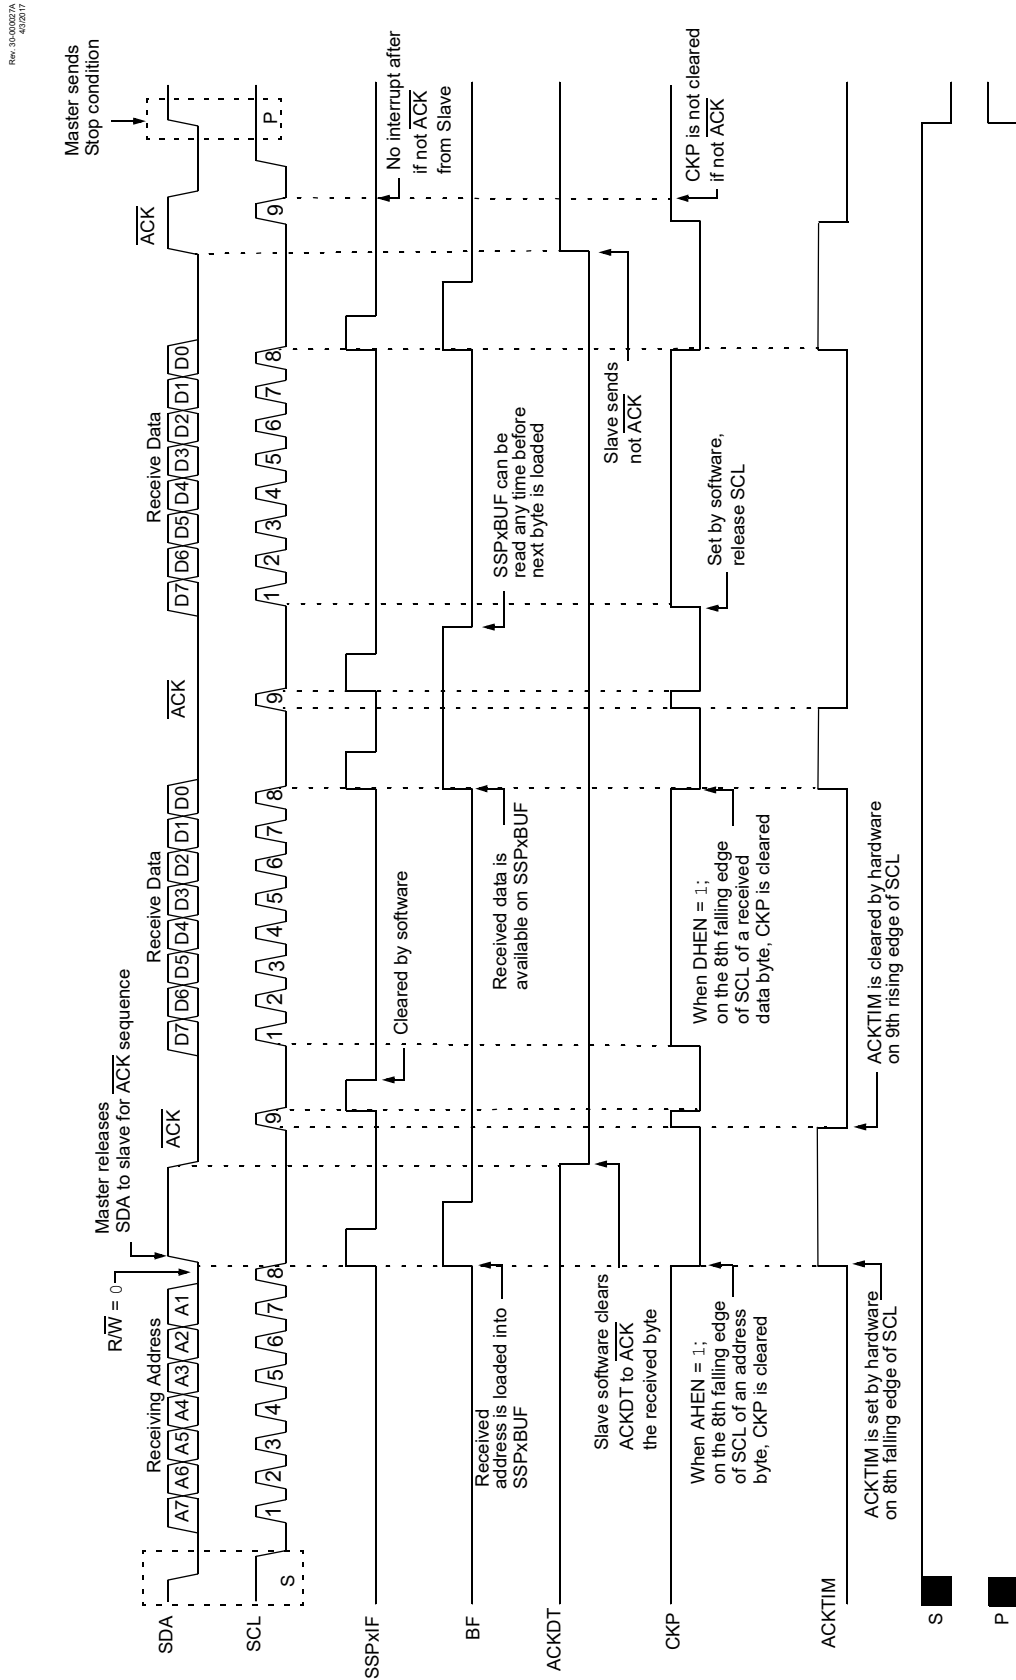 Rev. 30-000027A
4/3/2017
Master sends
Stop condition
Master releases
SDA to slave for ACK sequence
R/W = 0
Receiving Address
ACK
Receive Data
ACK
Receive Data
ACK
SDA
A7 A6 A5 A4 A3 A2 A1
D7 D6 D5 D4 D3 D2 D1 D0
D7 D6 D5 D4 D3 D2 D1 D0
SCL
S
1 2 3 4 5 6 7 8 9
1 2 3 4 5 6 7 8 9
1 2 3 4 5 6 7 8 9
P
SSPxIF
Cleared by software
No interrupt after
if not ACK
from Slave
BF
Received
address is loaded into
SSPxBUF
Received data is
available on SSPxBUF
SSPxBUF can be
read any time before
next byte is loaded
ACKDT
Slave software clears
ACKDT to ACK
the received byte
Slave sends
not ACK
CKP
When AHEN = 1;
on the 8th falling edge
of SCL of an address
byte, CKP is cleared
When DHEN = 1;
on the 8th falling edge
of SCL of a received
data byte, CKP is cleared
Set by software,
release SCL
CKP is not cleared
if not ACK
ACKTIM
ACKTIM is set by hardware
on 8th falling edge of SCL
ACKTIM is cleared by hardware
on 9th rising edge of SCL
S
P